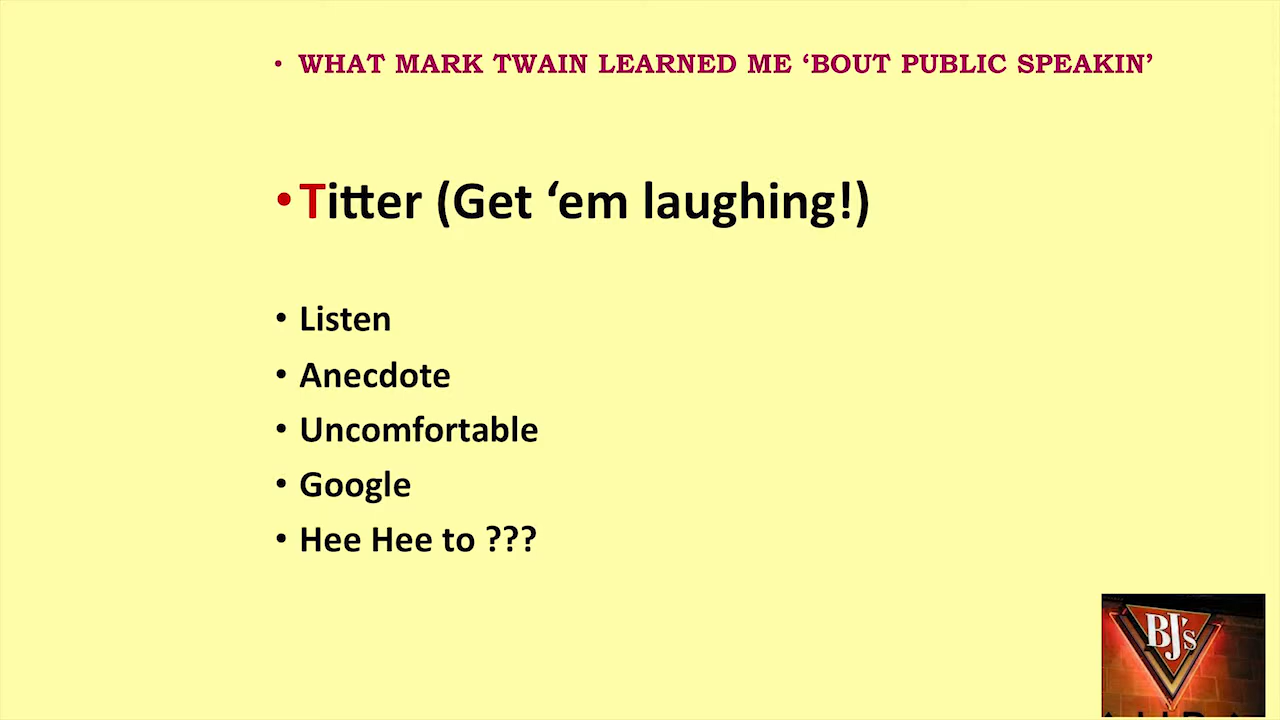 • WHAT MARK TWAIN LEARNED ME ‘BOUT PUBLIC SPEAKIN’
• Titter (Get ‘em laughing!)
• Listen
• Anecdote
• Uncomfortable
• Google
• Hee Hee to ???
BJ's